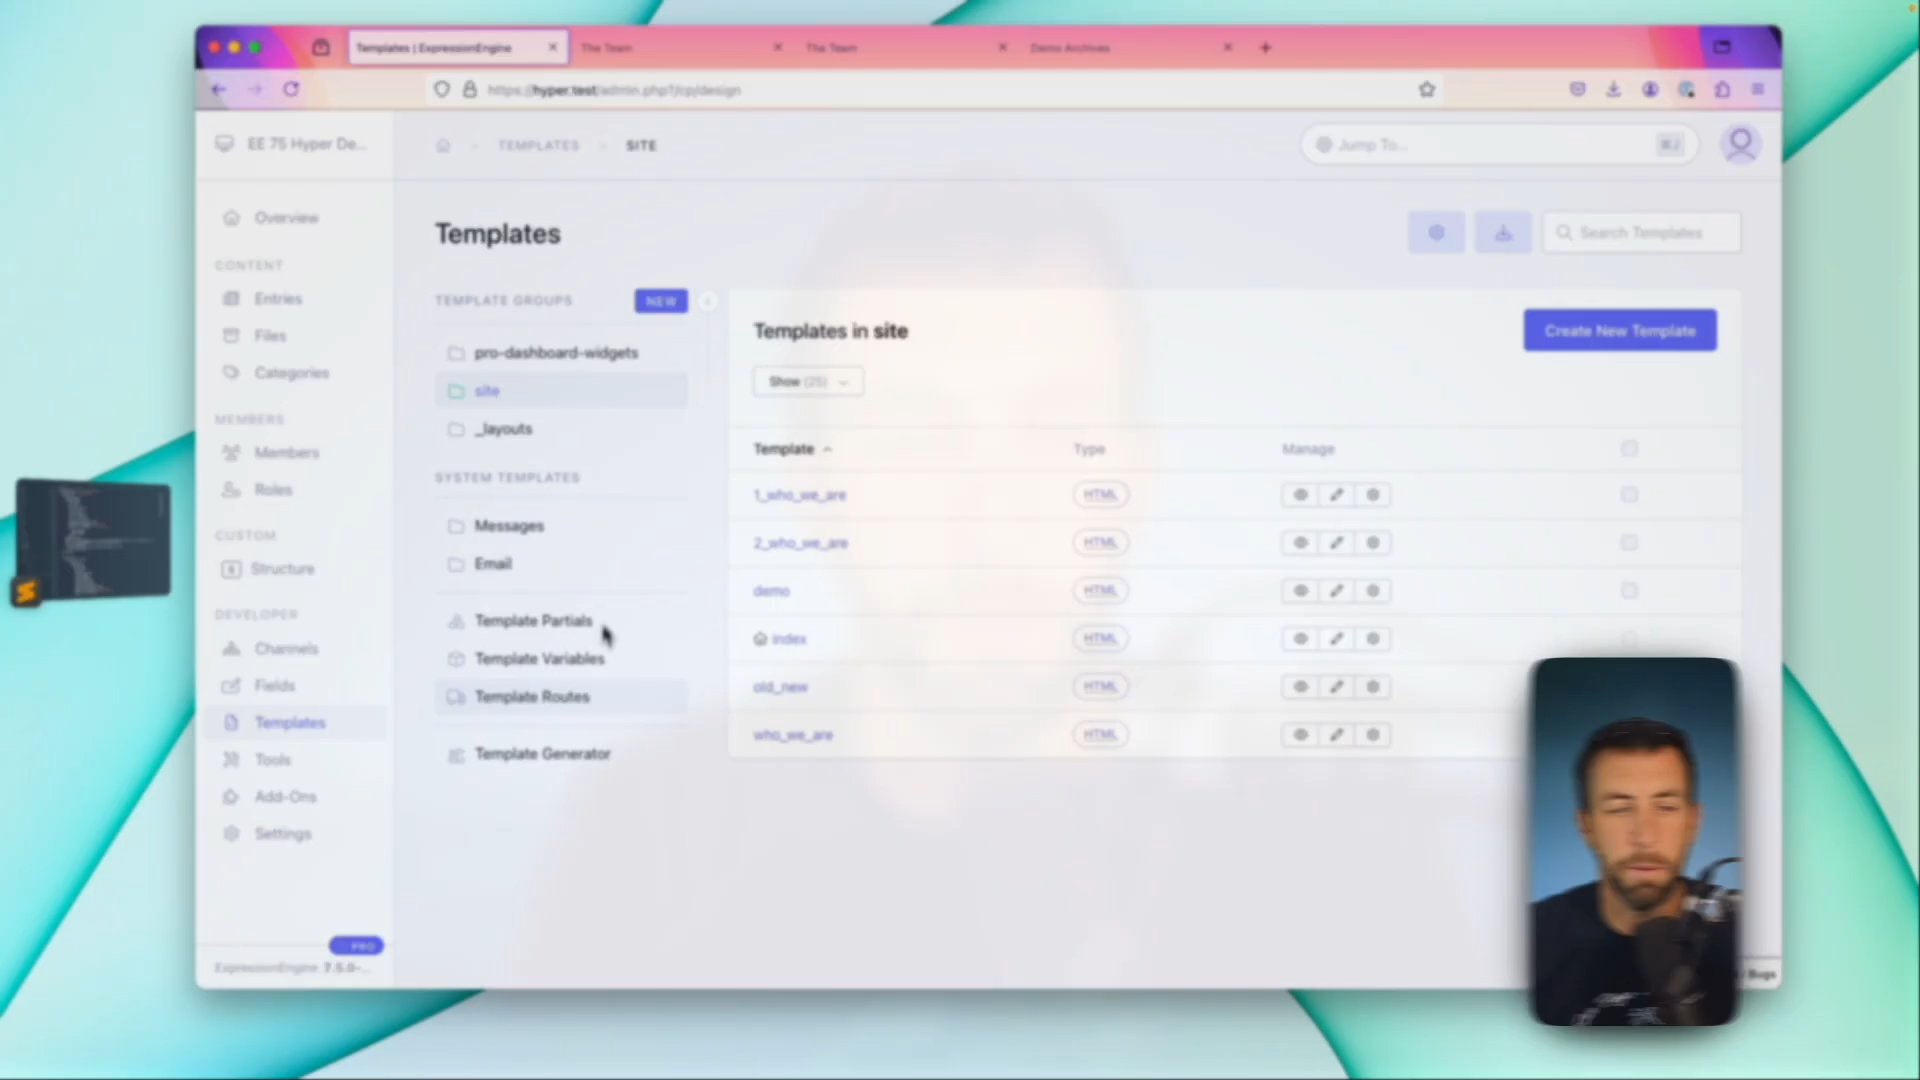 Templates | ExpressionEngine
The Team
The Team
Demo Archives
https://hyper.test/admin.php?/cp/design
EE 75 Hyper De...
TEMPLATES
SITE
Jump To...
Overview
CONTENT
Entries
Files
Categories
MEMBERS
Members
Roles
CUSTOM
Structure
DEVELOPER
Channels
Fields
Templates
Tools
Add-Ons
Settings
PRO
ExpressionEngine 7.5.0-...
Templates
Search Templates
TEMPLATE GROUPS
NEW
pro-dashboard-widgets
site
_layouts
SYSTEM TEMPLATES
Messages
Email
Template Partials
Template Variables
Template Routes
Template Generator
Templates in site
Create New Template
Show (25)
Template
Type
Manage
1_who_we_are
HTML
2_who_we_are
HTML
demo
HTML
index
HTML
old_new
HTML
who_we_are
HTML
Bugs